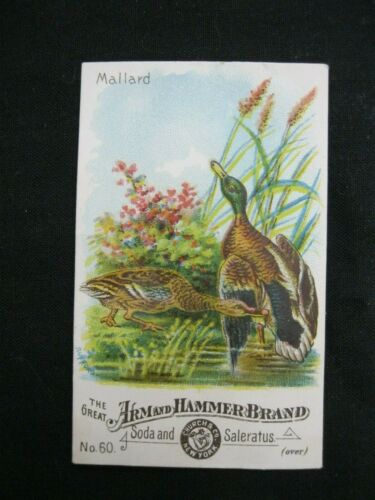 Mallard
THE GREAT ARM AND HAMMER BRAND
Soda and Saleratus.
CHURCH & CO. NEW YORK
No. 60.
(over)